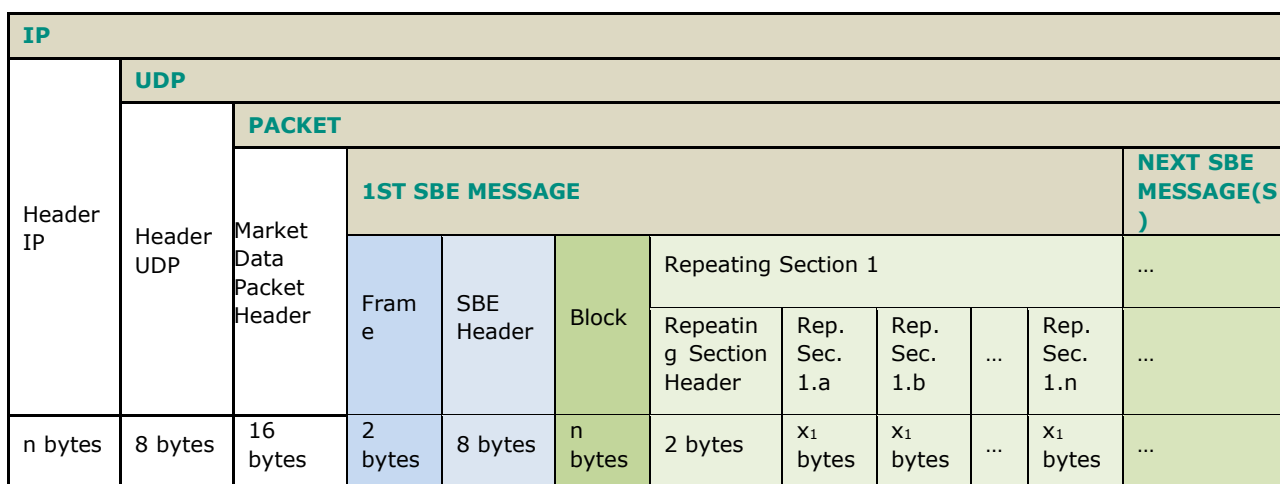 IP
UDP
PACKET
Header
IP
Header
UDP
Market
Data
Packet
Header
1ST SBE MESSAGE
NEXT SBE
MESSAGE(S
)
Fram
e
SBE
Header
Block
Repeating Section 1
…
Repeatin
g Section
Header
Rep.
Sec.
1.a
Rep.
Sec.
1.b
…
Rep.
Sec.
1.n
…
n bytes
8 bytes
16
bytes
2
bytes
8 bytes
n
bytes
2 bytes
x₁
bytes
x₁
bytes
…
x₁
bytes
…